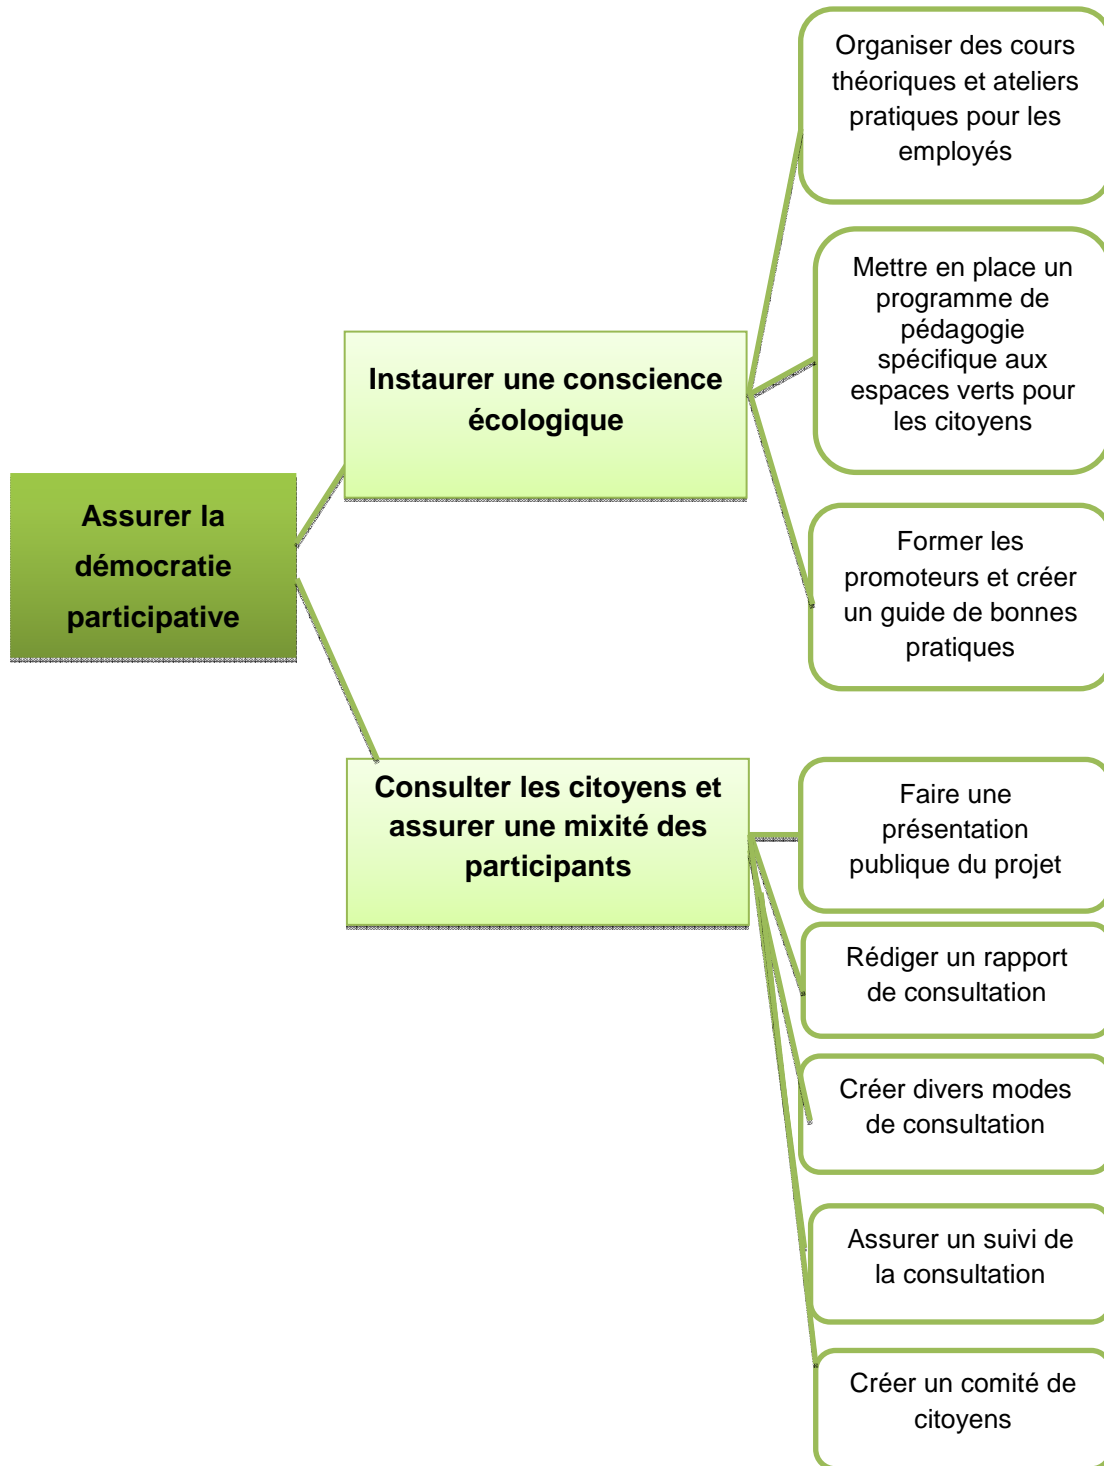 Assurer la
démocratie
participative
Instaurer une conscience
écologique
Organiser des cours
théoriques et ateliers
pratiques pour les
employés
Mettre en place un
programme de
pédagogie
spécifique aux
espaces verts pour
les citoyens
Former les
promoteurs et créer
un guide de bonnes
pratiques
Consulter les citoyens et
assurer une mixité des
participants
Faire une
présentation
publique du projet
Rédiger un rapport
de consultation
Créer divers modes
de consultation
Assurer un suivi de
la consultation
Créer un comité de
citoyens